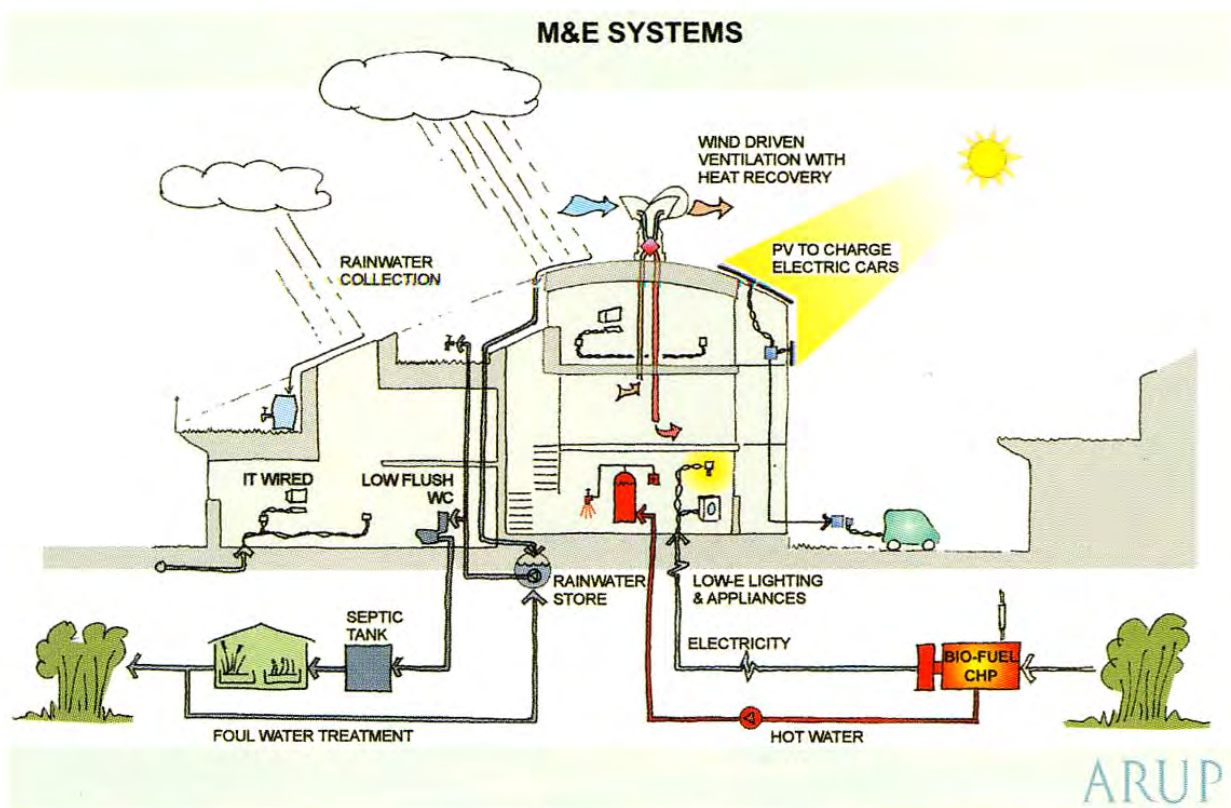 M&E SYSTEMS
WIND DRIVEN
VENTILATION WITH
HEAT RECOVERY
RAINWATER
COLLECTION
PV TO CHARGE
ELECTRIC CARS
IT WIRED
LOW FLUSH
WC
RAINWATER
STORE
LOW-E LIGHTING
& APPLIANCES
SEPTIC
TANK
ELECTRICITY
BIO-FUEL
CHP
FOUL WATER TREATMENT
HOT WATER
ARUP